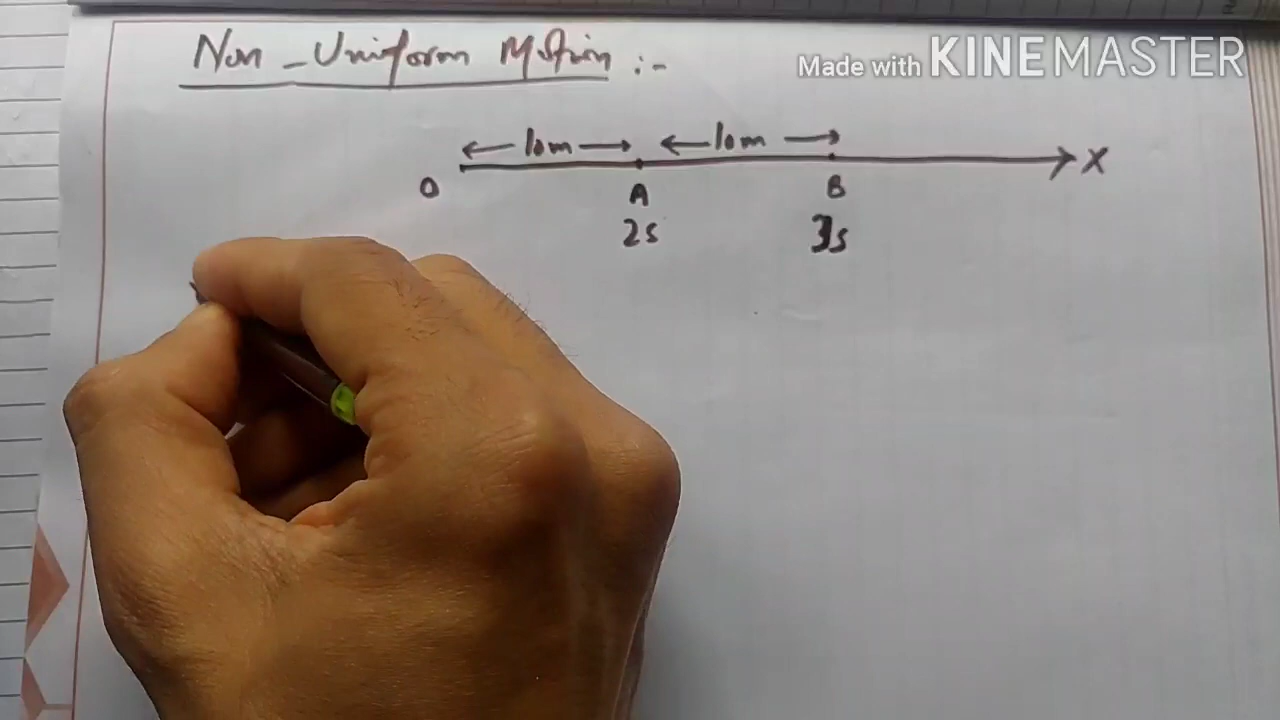 Non - Uniform Motion :-
Made with KINEMASTER
10m 10m
O A B X
2s 3s